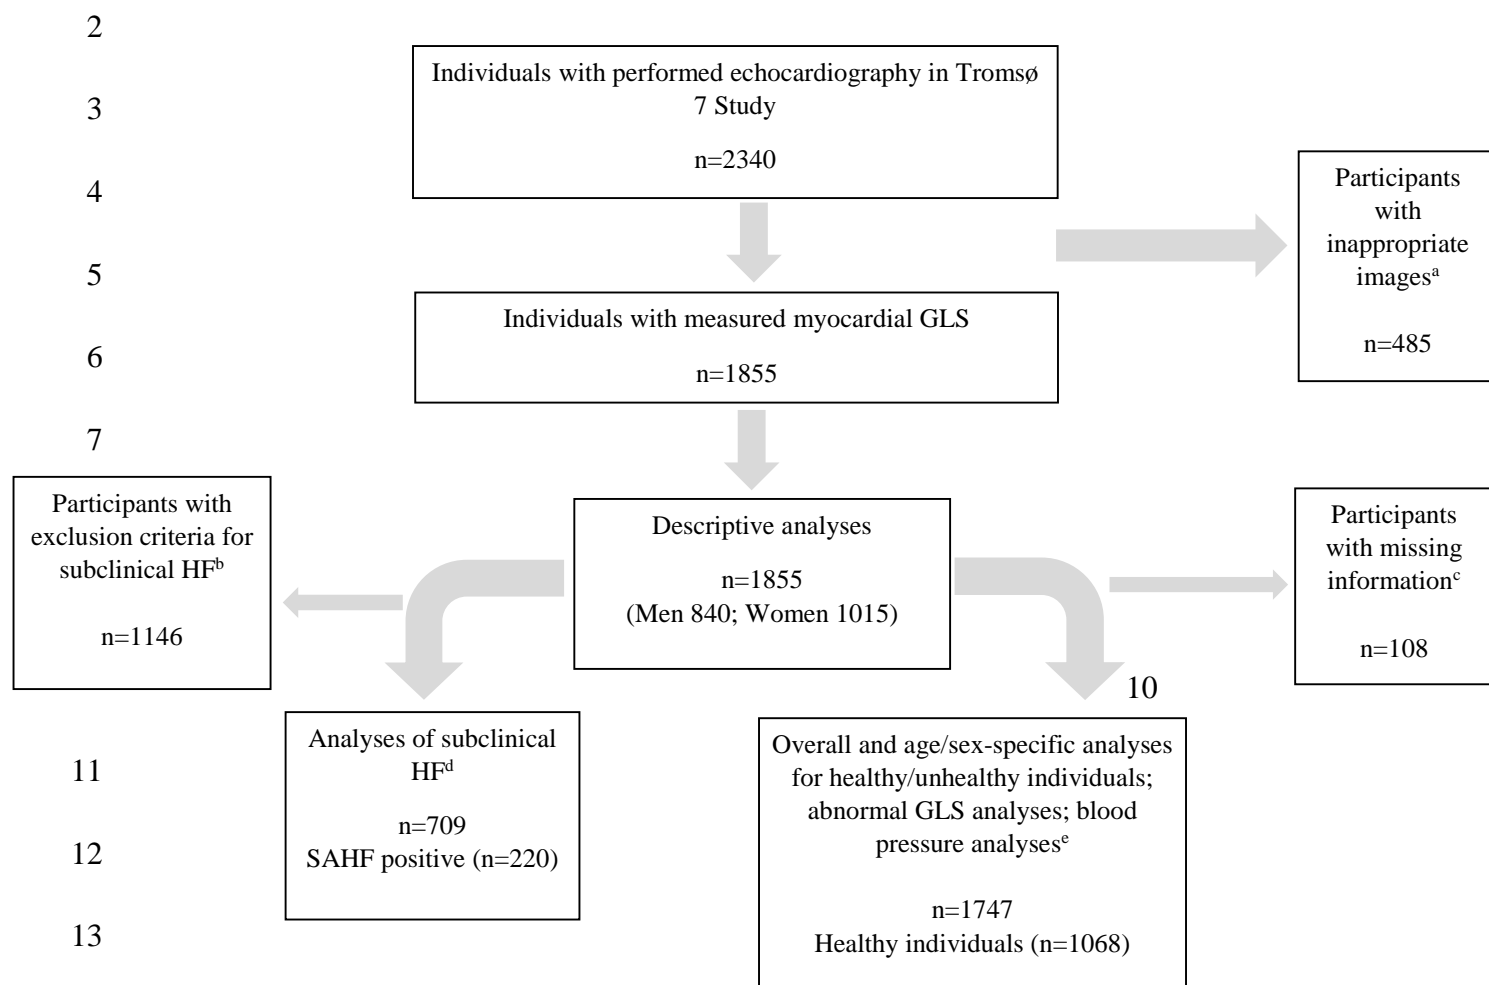 2
Individuals with performed echocardiography in Tromsø
7 Study
n=2340
3
4
Participants
with
inappropriate
imagesᵃ
n=485
5
Individuals with measured myocardial GLS
n=1855
6
7
Participants with
exclusion criteria for
subclinical HFᵇ
n=1146
Descriptive analyses
n=1855
(Men 840; Women 1015)
Participants
with missing
informationᶜ
n=108
10
Analyses of subclinical
HFᵈ
n=709
SAHF positive (n=220)
Overall and age/sex-specific analyses
for healthy/unhealthy individuals;
abnormal GLS analyses; blood
pressure analysesᵉ
n=1747
Healthy individuals (n=1068)
11
12
13